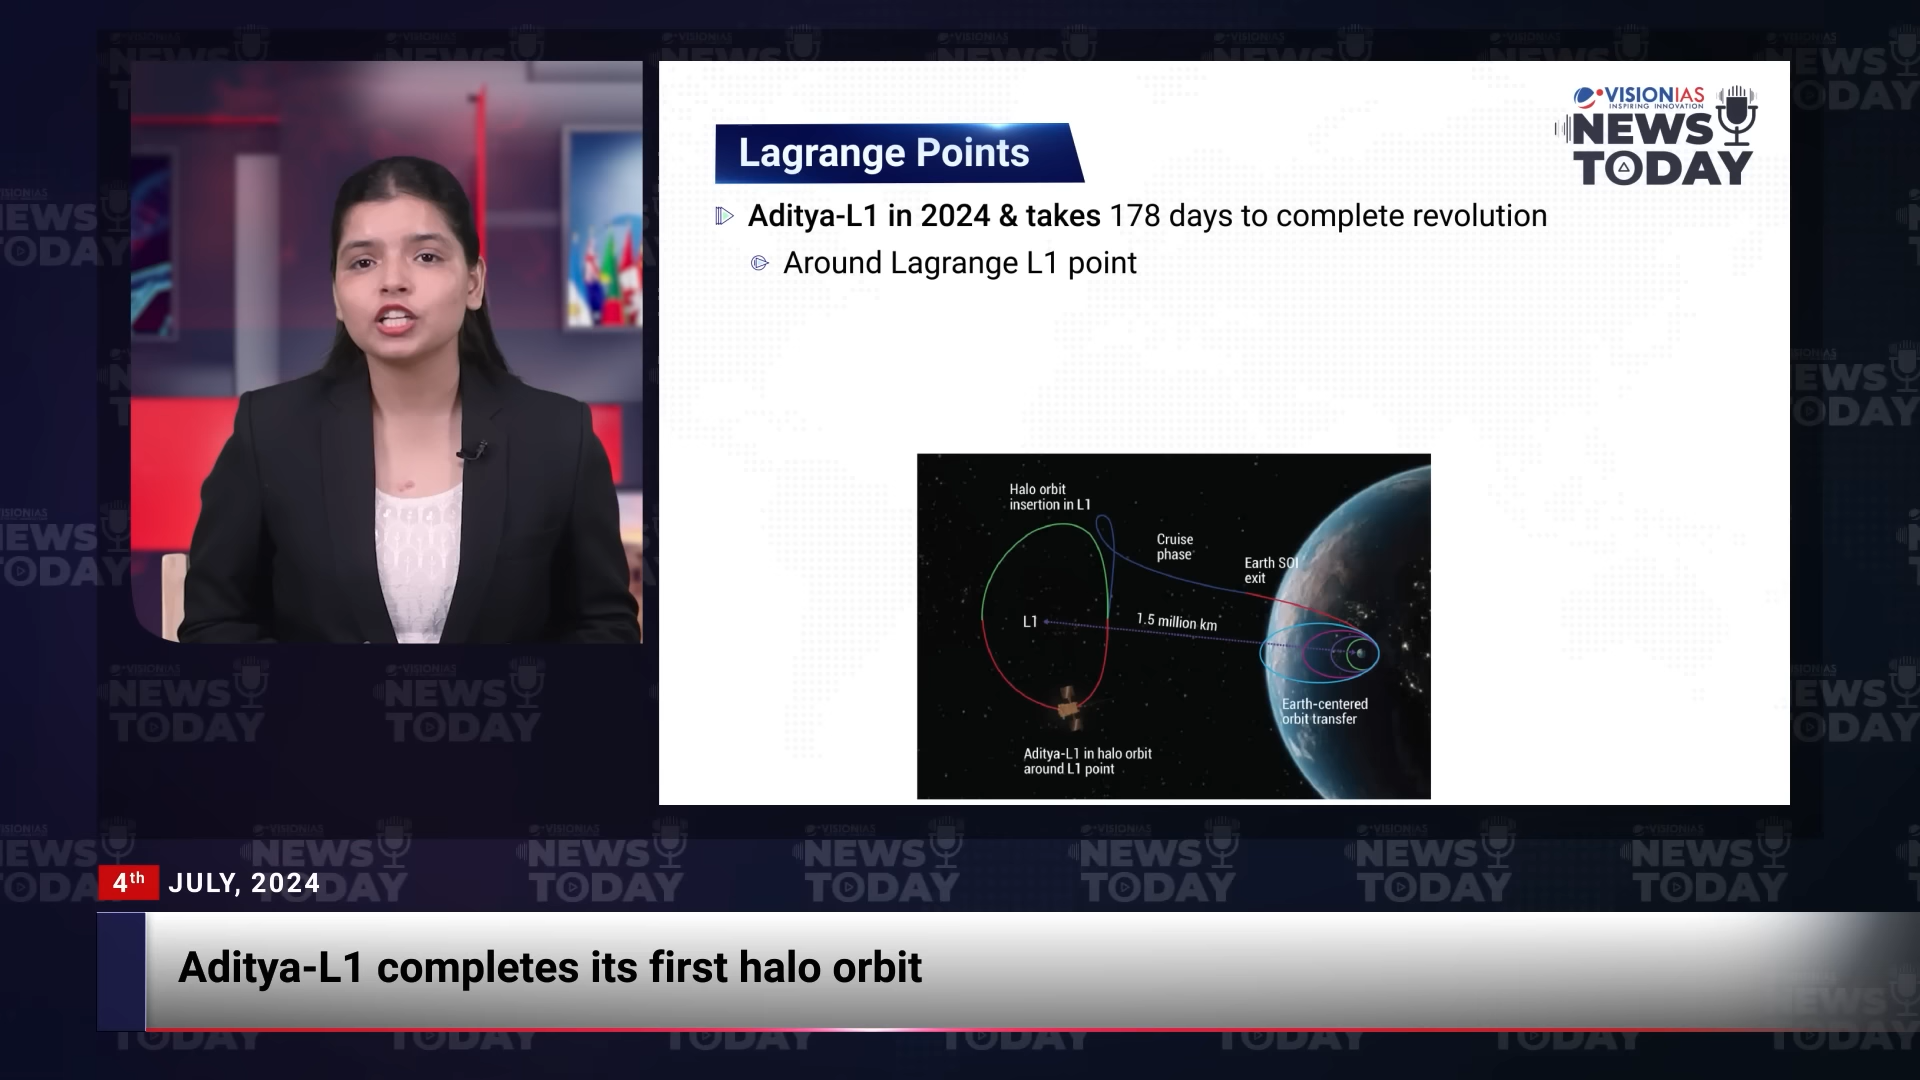 VISIONIAS
INSPIRING INNOVATION
NEWS
TODAY
Lagrange Points
Aditya-L1 in 2024 & takes 178 days to complete revolution
Around Lagrange L1 point
Halo orbit
insertion in L1
Cruise
phase
Earth SOI
exit
L1
1.5 million km
Earth-centered
orbit transfer
Aditya-L1 in halo orbit
around L1 point
4th JULY, 2024
Aditya-L1 completes its first halo orbit